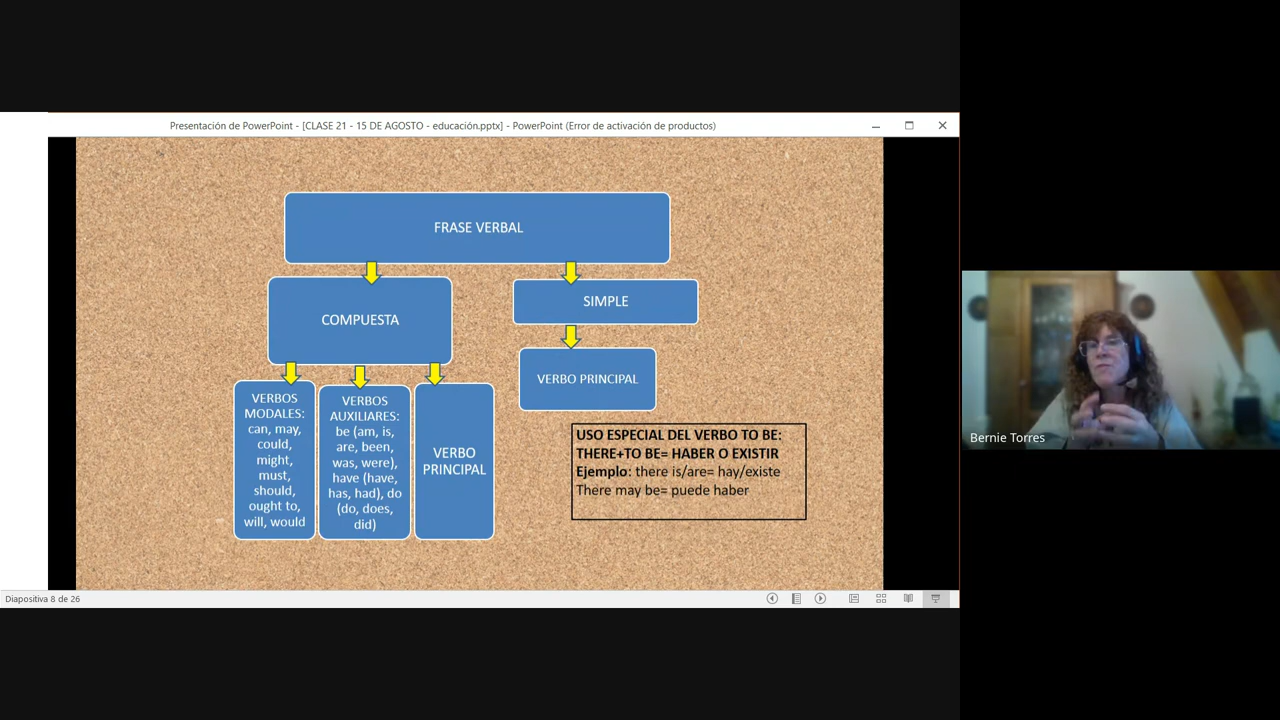 Presentación de PowerPoint - [CLASE 21 - 15 DE AGOSTO - educación.pptx] - PowerPoint (Error de activación de productos)
FRASE VERBAL
COMPUESTA
SIMPLE
VERBO PRINCIPAL
VERBOS
MODALES:
can, may,
could,
might,
must,
should,
ought to,
will, would
VERBOS
AUXILIARES:
be (am, is,
are, been,
was, were),
have (have,
has, had), do
(do, does,
did)
VERBO
PRINCIPAL
USO ESPECIAL DEL VERBO TO BE:
THERE+TO BE= HABER O EXISTIR
Ejemplo: there is/are= hay/existe
There may be= puede haber
Bernie Torres
Diapositiva 8 de 26